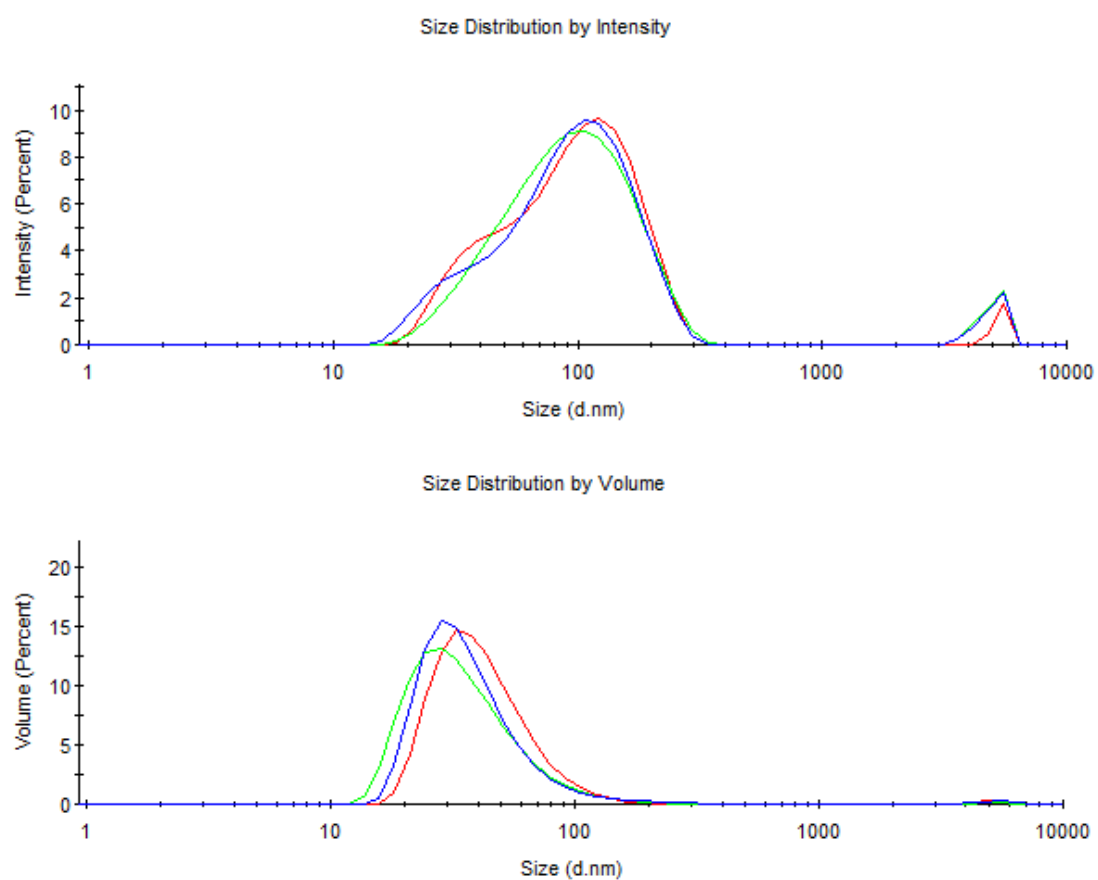 Size Distribution by Intensity
Intensity (Percent)
10
8
6
4
2
0
1 10 100 1000 10000
Size (d.nm)
Size Distribution by Volume
Volume (Percent)
20
15
10
5
0
1 10 100 1000 10000
Size (d.nm)